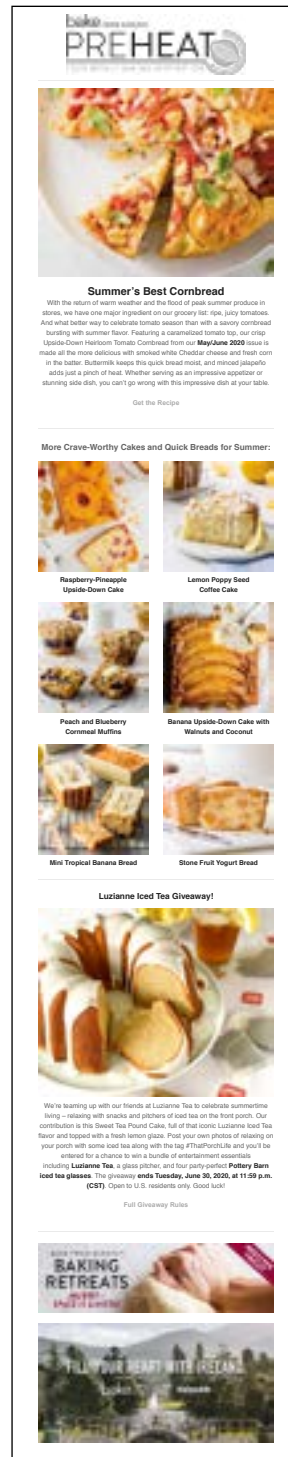 bake
PREHEAT
Summer's Best Cornbread
With the return of warm weather and the flood of peak summer produce in
stores, we have one major ingredient on our grocery list: ripe, juicy tomatoes.
And what better way to celebrate tomato season than with a savory cornbread
bursting with summer flavor. Featuring a caramelized tomato top, our crisp
Upside-Down Heirloom Tomato Cornbread from our May/June 2020 issue is
made all the more delicious with smoked white Cheddar cheese and fresh corn
in the batter. Buttermilk keeps this quick bread moist, and minced jalapeño
adds just a pinch of heat. Whether serving as an impressive appetizer or
stunning side dish, you can't go wrong with this impressive dish at your table.
Get the Recipe
More Crave-Worthy Cakes and Quick Breads for Summer:
Raspberry-Pineapple
Upside-Down Cake
Lemon Poppy Seed
Coffee Cake
Peach and Blueberry
Cornmeal Muffins
Banana Upside-Down Cake with
Walnuts and Coconut
Mini Tropical Banana Bread
Stone Fruit Yogurt Bread
Luzianne Iced Tea Giveaway!
We're teaming up with our friends at Luzianne Tea to celebrate summertime
living – relaxing with snacks and pitchers of iced tea on the front porch. Our
contribution is this Sweet Tea Pound Cake, full of that iconic Luzianne Iced Tea
flavor and topped with a fresh lemon glaze. Post your own photos of relaxing on
your porch with some iced tea along with the tag #ThatPorchLife and you'll be
entered for a chance to win a bundle of entertainment essentials
including Luzianne Tea, a glass pitcher, and four party-perfect Pottery Barn
iced tea glasses. The giveaway ends Tuesday, June 30, 2020, at 11:59 p.m.
(CST). Open to U.S. residents only. Good luck!
Full Giveaway Rules
BAKING
RETREATS
FILL YOUR HEART WITH IRELAND
bake